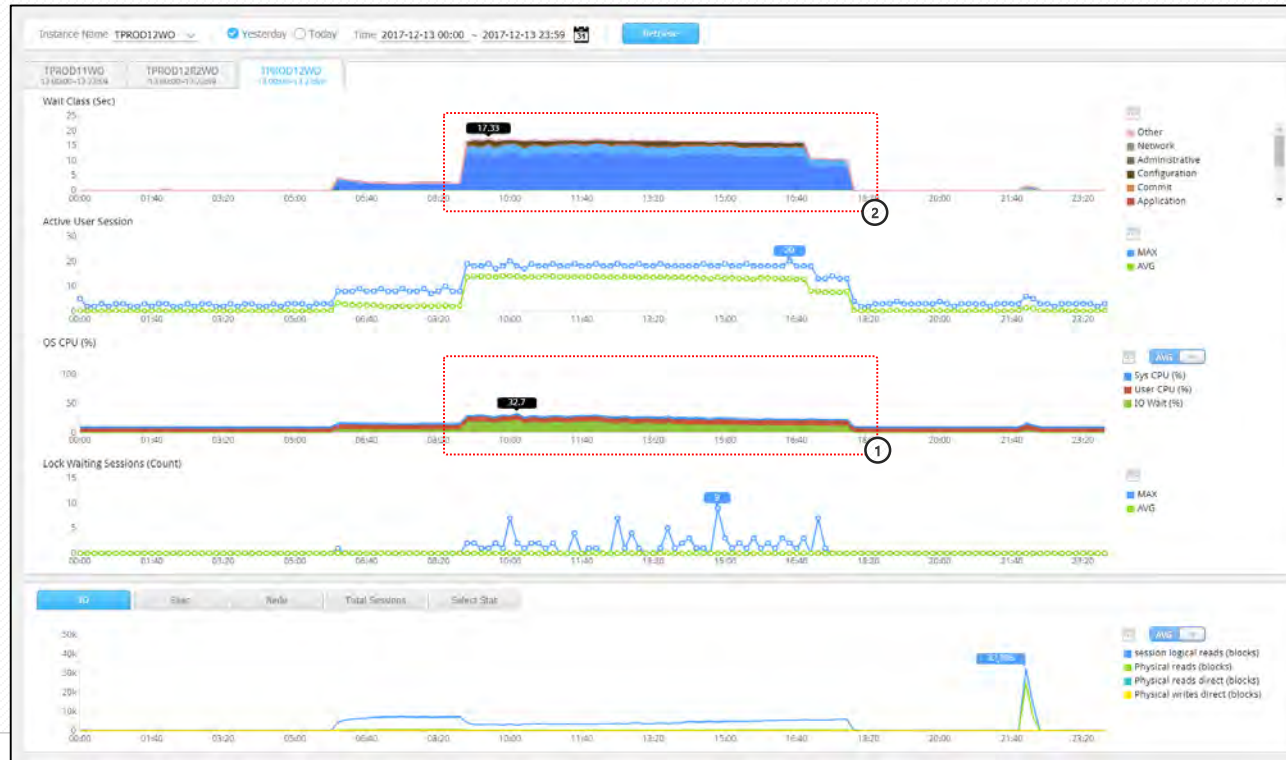 Instance Name TPROD12WO Yesterday Today Time 2017-12-13 00:00 ~ 2017-12-13 23:59 31 Retrieve
TPROD11WO TPROD12R2WO TPROD12WO
Wait Class (Sec)
25
20
15
10
5
0
17.33
00:00 01:40 03:20 05:00 06:40 08:20 10:00 11:40 13:20 15:00 16:40 18:20 20:00 21:40 23:20
2
Other
Network
Administrative
Configuration
Commit
Application
Active User Session
30
20
10
0
20
00:00 01:40 03:20 05:00 06:40 08:20 10:00 11:40 13:20 15:00 16:40 18:20 20:00 21:40 23:20
MAX
AVG
OS CPU (%)
100
50
0
32.7
00:00 01:40 03:20 05:00 06:40 08:20 10:00 11:40 13:20 15:00 16:40 18:20 20:00 21:40 23:20
1
AVG
Sys CPU (%)
User CPU (%)
IO Wait (%)
Lock Waiting Sessions (Count)
15
10
5
0
9
00:00 01:40 03:20 05:00 06:40 08:20 10:00 11:40 13:20 15:00 16:40 18:20 20:00 21:40 23:20
MAX
AVG
IO Exec Redo Total Sessions Select Stat
50k
40k
30k
20k
10k
0
00:00 01:40 03:20 05:00 06:40 08:20 10:00 11:40 13:20 15:00 16:40 18:20 20:00 21:40 23:20
AVG
session logical reads (blocks)
Physical reads (blocks)
Physical reads direct (blocks)
Physical writes direct (blocks)